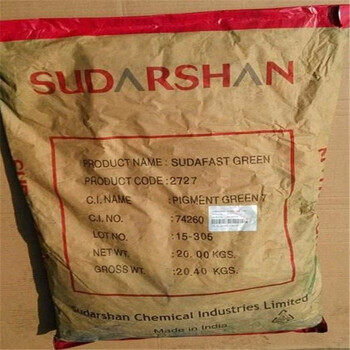 SUDARSHAN
PRODUCT NAME : SUDAFAST GREEN
PRODUCT CODE : 2727
C.I. NAME : PIGMENT GREEN 7
C.I. NO. : 74260
LOT NO. : 15-305
NET WT. : 20.00 KGS.
GROSS WT. : 20.40 KGS.
Sudarshan Chemical Industries Limited
Made in India